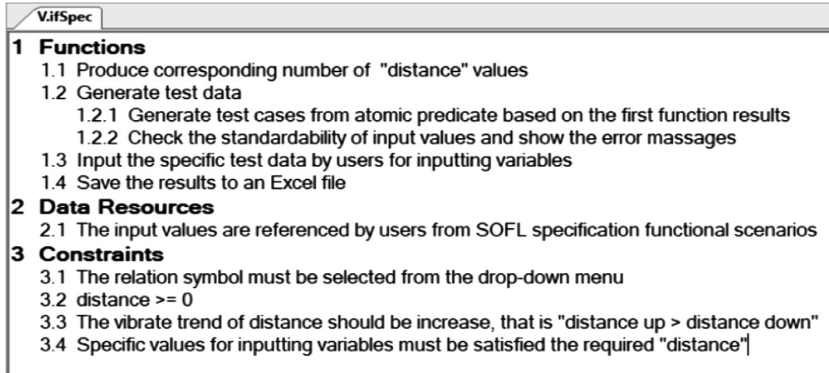 V.ifSpec
1 Functions
1.1 Produce corresponding number of "distance" values
1.2 Generate test data
1.2.1 Generate test cases from atomic predicate based on the first function results
1.2.2 Check the standardability of input values and show the error massages
1.3 Input the specific test data by users for inputting variables
1.4 Save the results to an Excel file
2 Data Resources
2.1 The input values are referenced by users from SOFL specification functional scenarios
3 Constraints
3.1 The relation symbol must be selected from the drop-down menu
3.2 distance >= 0
3.3 The vibrate trend of distance should be increase, that is "distance up > distance down"
3.4 Specific values for inputting variables must be satisfied the required "distance"